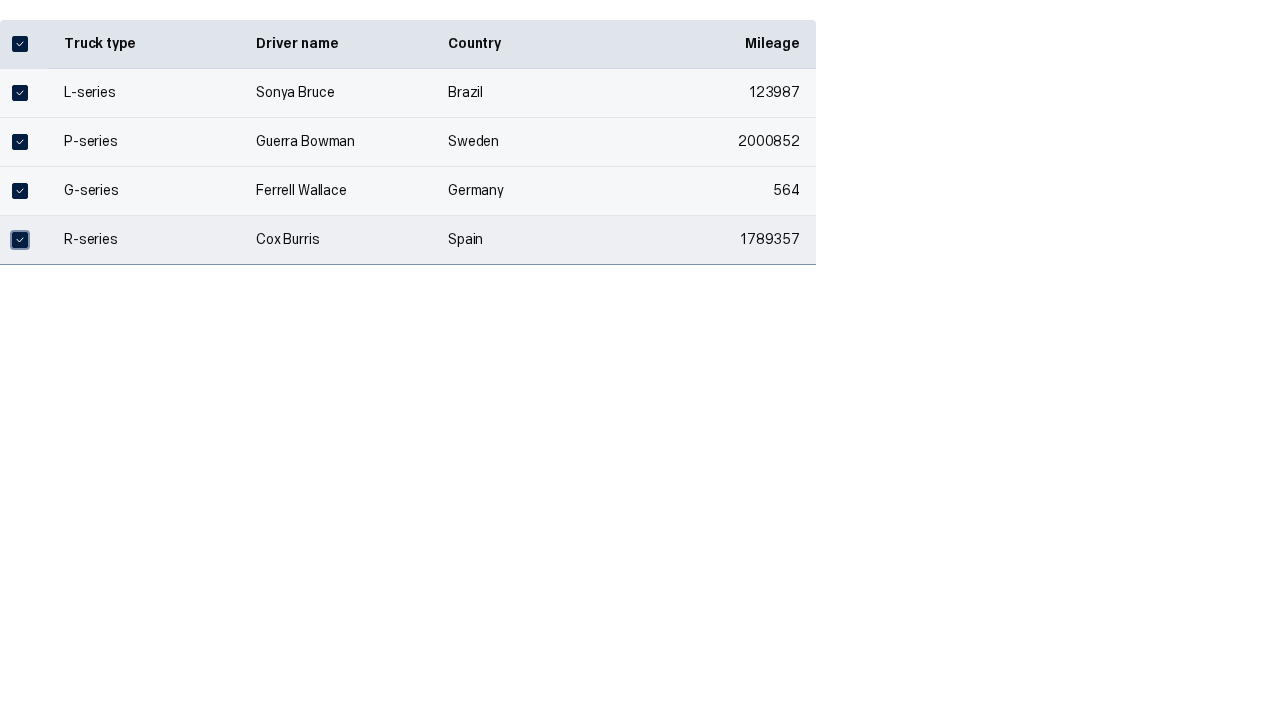 Truck type Driver name Country Mileage
L-series Sonya Bruce Brazil 123987
P-series Guerra Bowman Sweden 2000852
G-series Ferrell Wallace Germany 564
R-series Cox Burris Spain 1789357